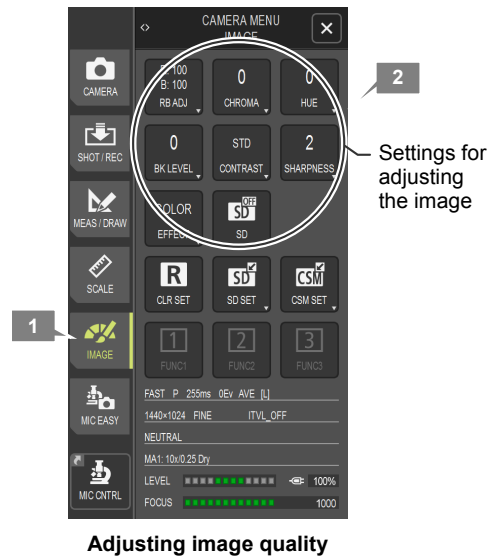 CAMERA MENU
IMAGE
R: 100
B: 100
RB ADJ
0
CHROMA
0
HUE
0
BK LEVEL
STD
CONTRAST
2
SHARPNESS
COLOR
EFFECT
OFF
SD
SD
R
CLR SET
SD
SD SET
CSM
CSM SET
1
FUNC1
2
FUNC2
3
FUNC3
FAST P 255ms 0Ev AVE [L]
1440×1024 FINE ITVL_OFF
NEUTRAL
MA1: 10x/0.25 Dry
LEVEL 100%
FOCUS 1000
CAMERA
SHOT / REC
MEAS / DRAW
SCALE
IMAGE
MIC EASY
MIC CNTRL
1
2
Settings for
adjusting
the image
Adjusting image quality